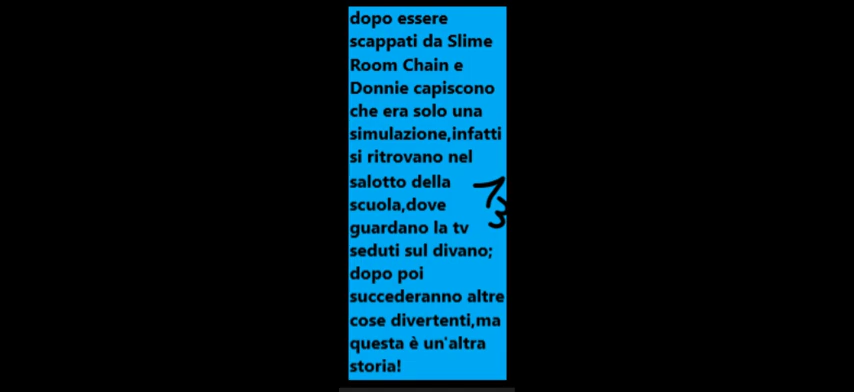 dopo essere
scappati da Slime
Room Chain e
Donnie capiscono
che era solo una
simulazione,infatti
si ritrovano nel
salotto della
scuola,dove
guardano la tv
seduti sul divano;
dopo poi
succederanno altre
cose divertenti,ma
questa è un'altra
storia!